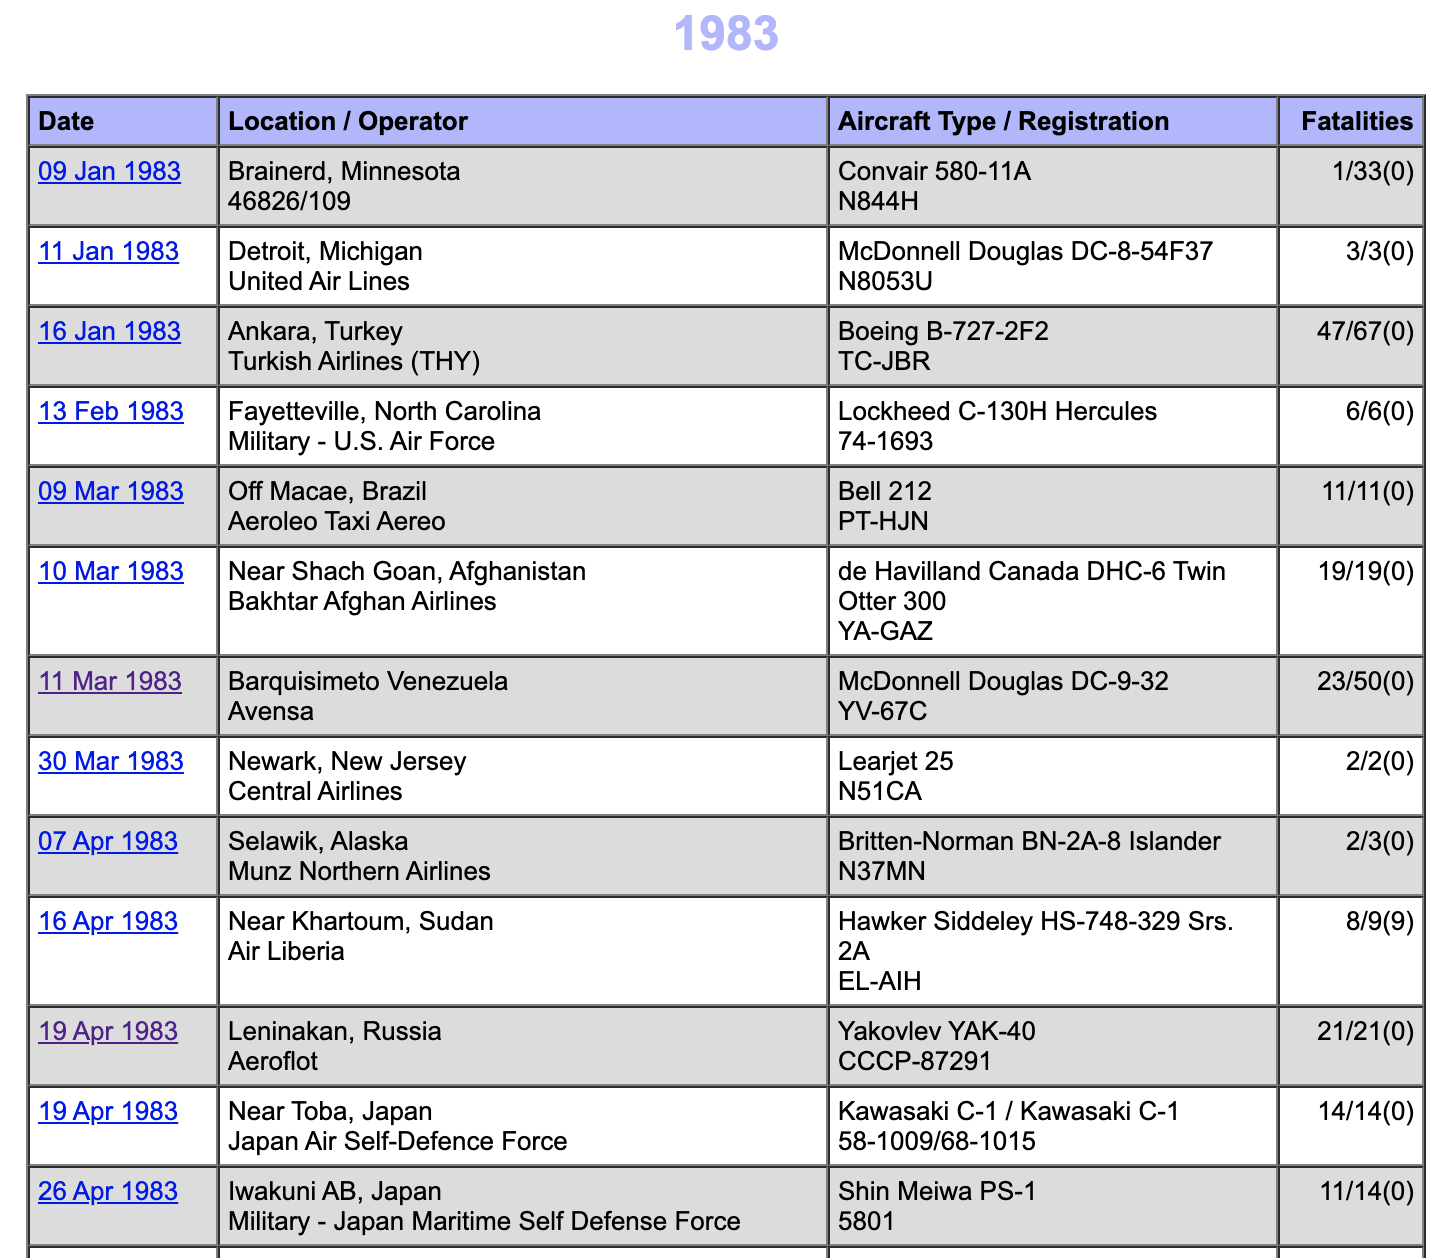 1983
Date Location / Operator Aircraft Type / Registration Fatalities
09 Jan 1983 Brainerd, Minnesota Convair 580-11A 1/33(0)
46826/109 N844H
11 Jan 1983 Detroit, Michigan McDonnell Douglas DC-8-54F37 3/3(0)
United Air Lines N8053U
16 Jan 1983 Ankara, Turkey Boeing B-727-2F2 47/67(0)
Turkish Airlines (THY) TC-JBR
13 Feb 1983 Fayetteville, North Carolina Lockheed C-130H Hercules 6/6(0)
Military - U.S. Air Force 74-1693
09 Mar 1983 Off Macae, Brazil Bell 212 11/11(0)
Aeroleo Taxi Aereo PT-HJN
10 Mar 1983 Near Shach Goan, Afghanistan de Havilland Canada DHC-6 Twin 19/19(0)
Bakhtar Afghan Airlines Otter 300
YA-GAZ
11 Mar 1983 Barquisimeto Venezuela McDonnell Douglas DC-9-32 23/50(0)
Avensa YV-67C
30 Mar 1983 Newark, New Jersey Learjet 25 2/2(0)
Central Airlines N51CA
07 Apr 1983 Selawik, Alaska Britten-Norman BN-2A-8 Islander 2/3(0)
Munz Northern Airlines N37MN
16 Apr 1983 Near Khartoum, Sudan Hawker Siddeley HS-748-329 Srs. 8/9(9)
Air Liberia 2A
EL-AIH
19 Apr 1983 Leninakan, Russia Yakovlev YAK-40 21/21(0)
Aeroflot CCCP-87291
19 Apr 1983 Near Toba, Japan Kawasaki C-1 / Kawasaki C-1 14/14(0)
Japan Air Self-Defence Force 58-1009/68-1015
26 Apr 1983 Iwakuni AB, Japan Shin Meiwa PS-1 11/14(0)
Military - Japan Maritime Self Defense Force 5801